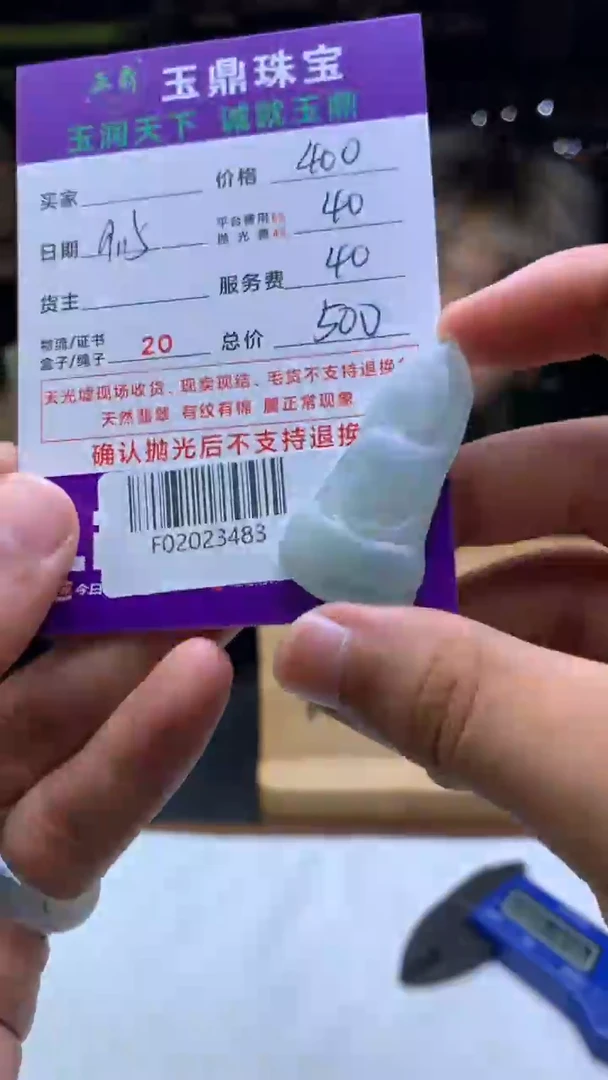 玉鼎珠宝
玉润天下 诚就玉鼎
买家 价格 400
日期 9.15 平台费用 40
抛光费
货主 服务费 40
物流/证书
盒子/绳子 20 总价 500
天光墟现场收货、现卖现结、毛货不支持退换
天然翡翠 有纹有棉 属正常现象
确认抛光后不支持退换
F02023483
今日